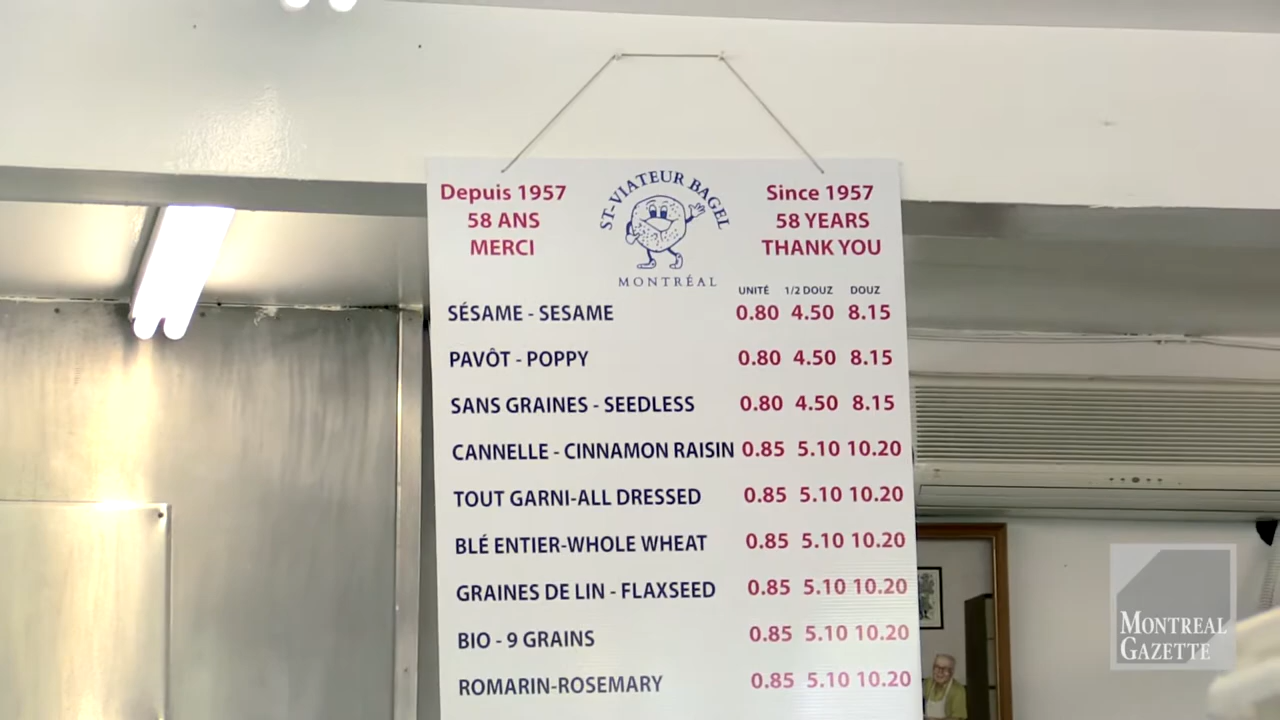 Depuis 1957
58 ANS
MERCI
ST-VIATEUR BAGEL
MONTRÉAL
Since 1957
58 YEARS
THANK YOU
UNITÉ 1/2 DOUZ DOUZ
SÉSAME - SESAME 0.80 4.50 8.15
PAVÔT - POPPY 0.80 4.50 8.15
SANS GRAINES - SEEDLESS 0.80 4.50 8.15
CANNELLE - CINNAMON RAISIN 0.85 5.10 10.20
TOUT GARNI-ALL DRESSED 0.85 5.10 10.20
BLÉ ENTIER-WHOLE WHEAT 0.85 5.10 10.20
GRAINES DE LIN - FLAXSEED 0.85 5.10 10.20
BIO - 9 GRAINS 0.85 5.10 10.20
ROMARIN-ROSEMARY 0.85 5.10 10.20
MONTREAL
GAZETTE